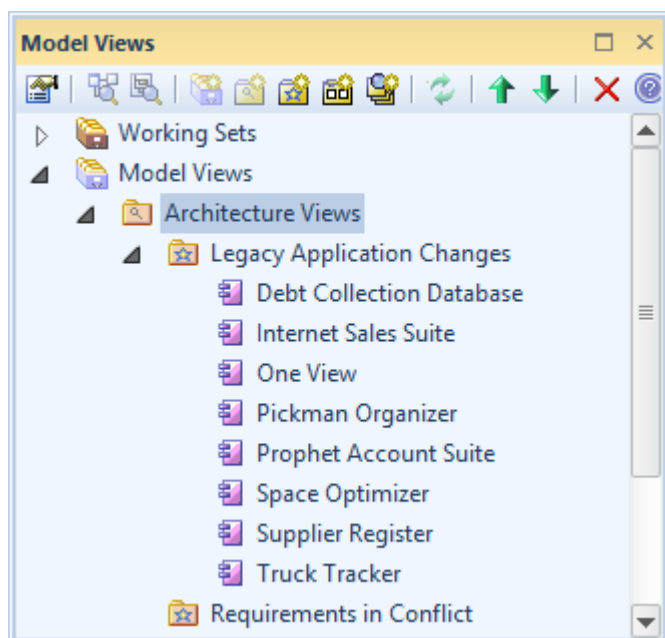 Model Views
Working Sets
Model Views
Architecture Views
Legacy Application Changes
Debt Collection Database
Internet Sales Suite
One View
Pickman Organizer
Prophet Account Suite
Space Optimizer
Supplier Register
Truck Tracker
Requirements in Conflict